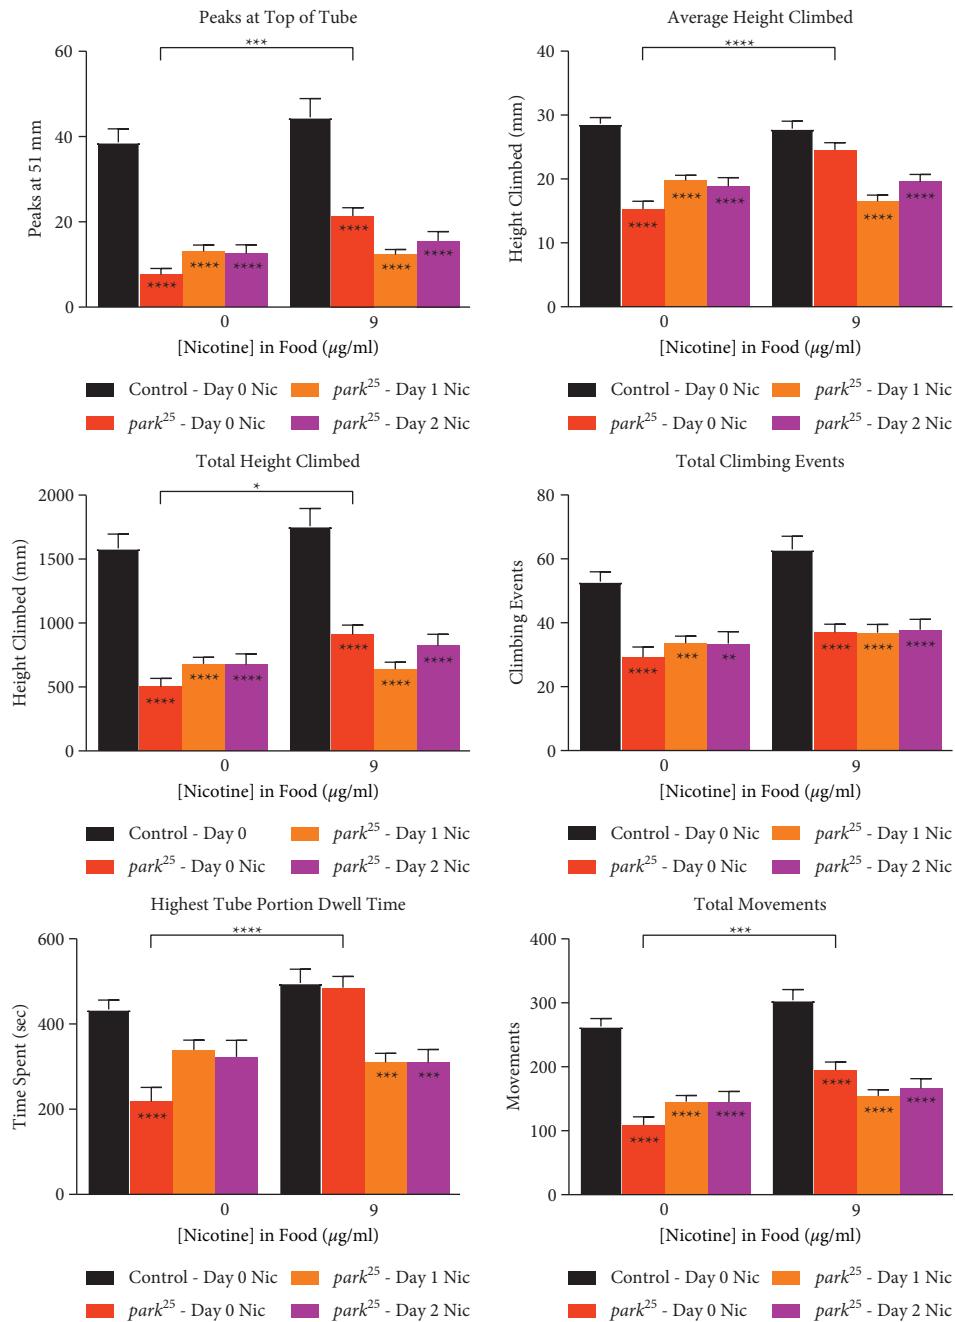 Peaks at Top of Tube
***
Peaks at 51 mm
60
40
20
0
****
****
****
****
****
****
0 9
[Nicotine] in Food (µg/ml)
Control - Day 0 Nic park²⁵ - Day 1 Nic
park²⁵ - Day 0 Nic park²⁵ - Day 2 Nic
Average Height Climbed
****
Height Climbed (mm)
40
30
20
10
0
****
****
****
****
****
0 9
[Nicotine] in Food (µg/ml)
Control - Day 0 Nic park²⁵ - Day 1 Nic
park²⁵ - Day 0 Nic park²⁵ - Day 2 Nic
Total Height Climbed
*
Height Climbed (mm)
2000
1500
1000
500
0
****
****
****
****
****
****
0 9
[Nicotine] in Food (µg/ml)
Control - Day 0 park²⁵ - Day 1 Nic
park²⁵ - Day 0 Nic park²⁵ - Day 2 Nic
Total Climbing Events
Climbing Events
80
60
40
20
0
****
***
**
****
****
****
0 9
[Nicotine] in Food (µg/ml)
Control - Day 0 Nic park²⁵ - Day 1 Nic
park²⁵ - Day 0 Nic park²⁵ - Day 2 Nic
Highest Tube Portion Dwell Time
****
Time Spent (sec)
600
400
200
0
****
***
***
0 9
[Nicotine] in Food (µg/ml)
Control - Day 0 Nic park²⁵ - Day 1 Nic
park²⁵ - Day 0 Nic park²⁵ - Day 2 Nic
Total Movements
***
Movements
400
300
200
100
0
****
****
****
****
****
****
0 9
[Nicotine] in Food (µg/ml)
Control - Day 0 Nic park²⁵ - Day 1 Nic
park²⁵ - Day 0 Nic park²⁵ - Day 2 Nic